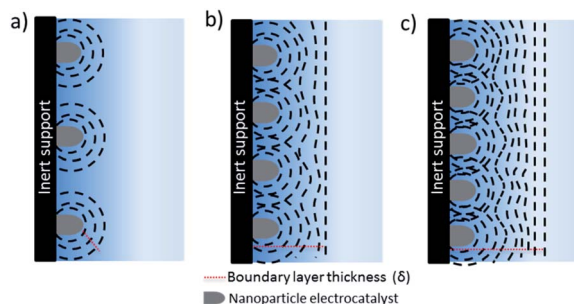 a)
b)
c)
Inert support
Inert support
Inert support
Boundary layer thickness (δ)
Nanoparticle electrocatalyst